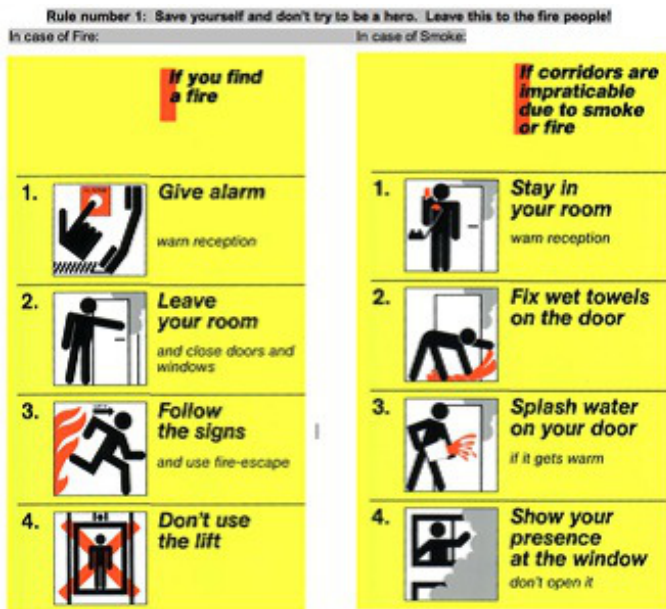 Rule number 1: Save yourself and don't try to be a hero. Leave this to the fire people!
In case of Fire:
If you find
a fire
1.
Give alarm
warn reception
2.
Leave
your room
and close doors and
windows
3.
Follow
the signs
and use fire-escape
4.
Don't use
the lift
In case of Smoke:
If corridors are
impraticable
due to smoke
or fire
1.
Stay in
your room
warn reception
2.
Fix wet towels
on the door
3.
Splash water
on your door
if it gets warm
4.
Show your
presence
at the window
don't open it